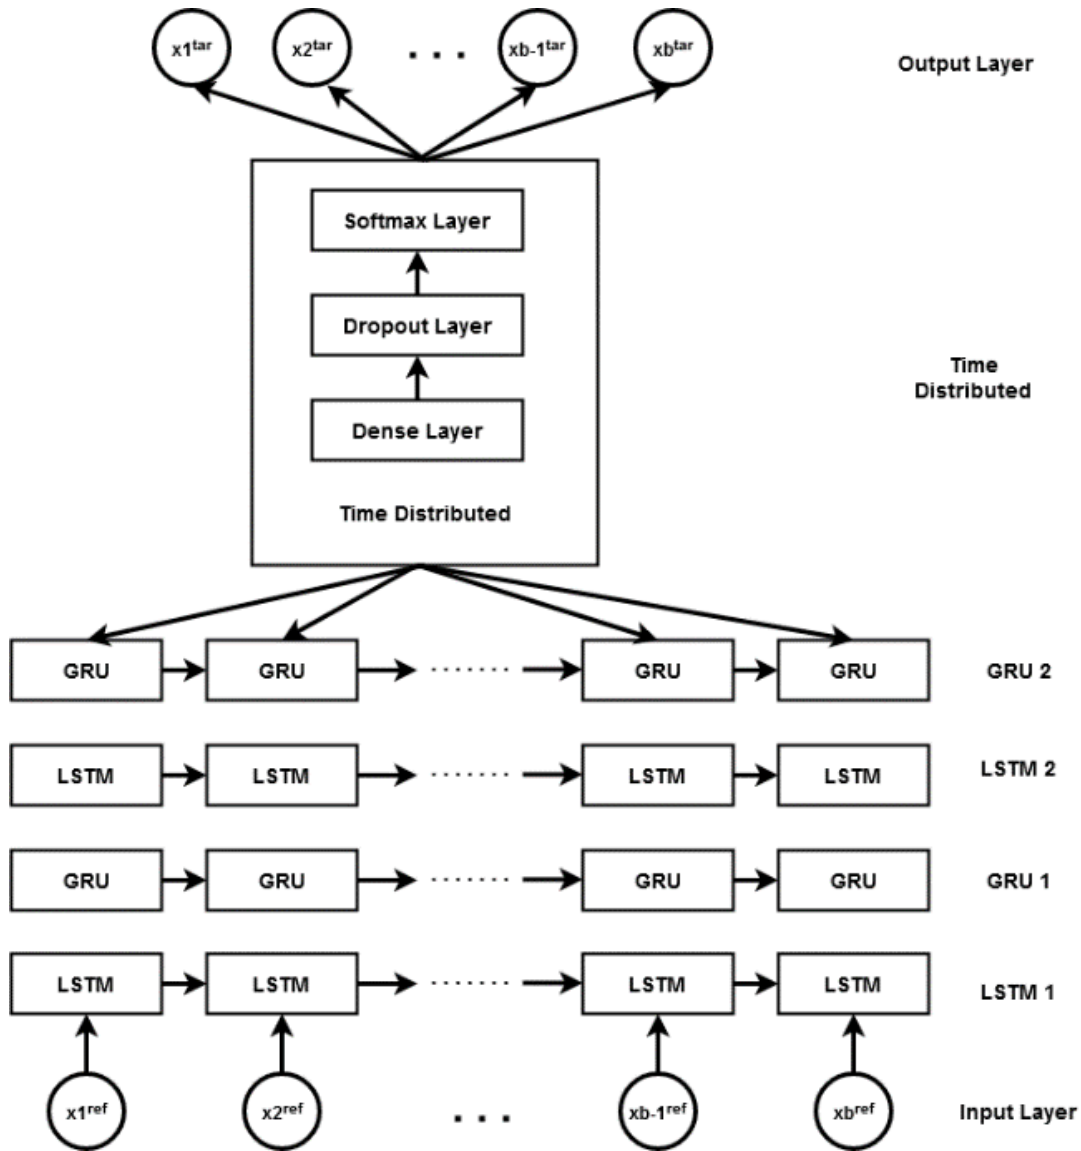 x1tar x2tar . . . xb-1tar xbtar
Output Layer
Softmax Layer
Dropout Layer
Time
Distributed
Dense Layer
Time Distributed
GRU GRU ....... GRU GRU GRU 2
LSTM LSTM ....... LSTM LSTM LSTM 2
GRU GRU ....... GRU GRU GRU 1
LSTM LSTM ....... LSTM LSTM LSTM 1
x1ref x2ref . . . xb-1ref xbref Input Layer